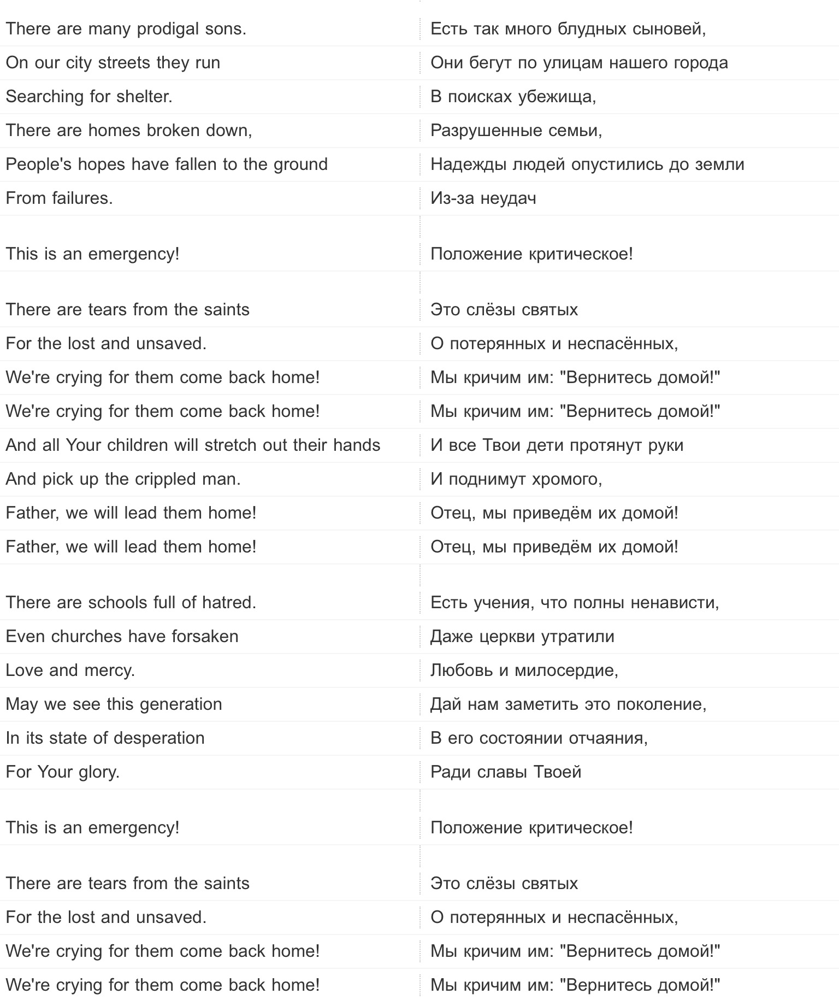 There are many prodigal sons.
Есть так много блудных сыновей,
On our city streets they run
Они бегут по улицам нашего города
Searching for shelter.
В поисках убежища,
There are homes broken down,
Разрушенные семьи,
People's hopes have fallen to the ground
Надежды людей опустились до земли
From failures.
Из-за неудач
This is an emergency!
Положение критическое!
There are tears from the saints
Это слёзы святых
For the lost and unsaved.
О потерянных и неспасённых,
We're crying for them come back home!
Мы кричим им: "Вернитесь домой!"
We're crying for them come back home!
Мы кричим им: "Вернитесь домой!"
And all Your children will stretch out their hands
И все Твои дети протянут руки
And pick up the crippled man.
И поднимут хромого,
Father, we will lead them home!
Отец, мы приведём их домой!
Father, we will lead them home!
Отец, мы приведём их домой!
There are schools full of hatred.
Есть учения, что полны ненависти,
Even churches have forsaken
Даже церкви утратили
Love and mercy.
Любовь и милосердие,
May we see this generation
Дай нам заметить это поколение,
In its state of desperation
В его состоянии отчаяния,
For Your glory.
Ради славы Твоей
This is an emergency!
Положение критическое!
There are tears from the saints
Это слёзы святых
For the lost and unsaved.
О потерянных и неспасённых,
We're crying for them come back home!
Мы кричим им: "Вернитесь домой!"
We're crying for them come back home!
Мы кричим им: "Вернитесь домой!"